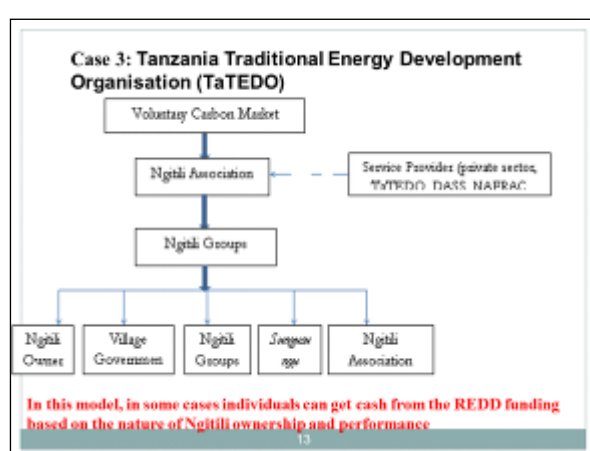 Case 3: Tanzania Traditional Energy Development
Organisation (TaTEDO)
Voluntary Carbon Market
Ngitili Association
Service Provider (private sector,
TaTEDO, DASS, NAFRAC
Ngitili Groups
Ngitili
Owner
Village
Government
Ngitili
Groups
Ngitili
Association
In this model, in some cases individuals can get cash from the REDD funding
based on the nature of Ngitili ownership and performance
13